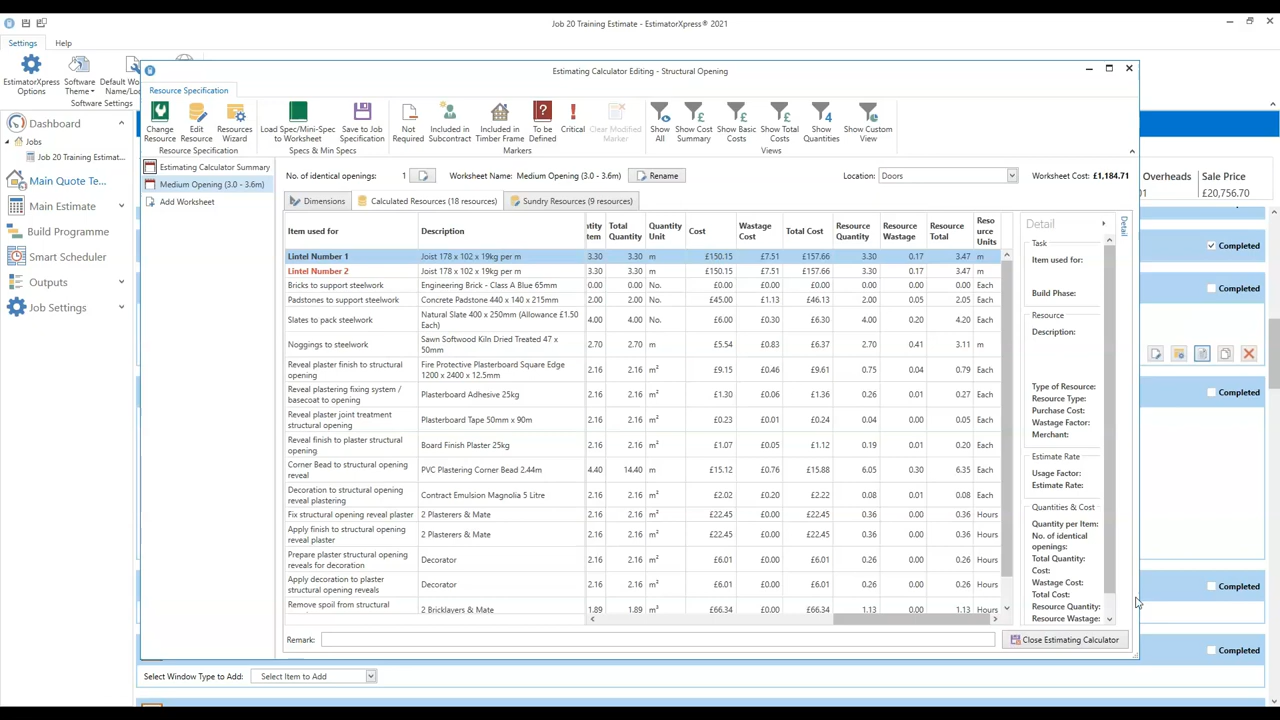 Job 20 Training Estimate - EstimatorXpress® 2021
Settings Help
EstimatorXpress Options
Software Theme
Default Wo
Name/Loc
Software Settings
Dashboard
Jobs
Job 20 Training Estimat...
Main Quote Te...
Main Estimate
Build Programme
Smart Scheduler
Outputs
Job Settings
Estimating Calculator Editing - Structural Opening
Resource Specification
Change Resource
Edit Resource
Resources Wizard
Resource Specification
Load Spec/Mini-Spec to Worksheet
Save to Job Specification
Specs & Min Specs
Not Required
Included in Subcontract
Included in Timber Frame
To be Defined
Critical
Clear Modified Marker
Markers
Show All
Show Cost Summary
Show Basic Costs
Show Total Costs
Show Quantities
Show Custom View
Views
Estimating Calculator Summary
Medium Opening (3.0 - 3.6m)
Add Worksheet
No. of identical openings: 1
Worksheet Name: Medium Opening (3.0 - 3.6m) Rename
Location: Doors
Worksheet Cost: £1,184.71
Dimensions
Calculated Resources (18 resources)
Sundry Resources (9 resources)
Item used for Description ntity Item Total Quantity Quantity Unit Cost Wastage Cost Total Cost Resource Quantity Resource Wastage Resource Total Reso urce Units
Lintel Number 1 Joist 178 x 102 x 19kg per m 3.30 3.30 m £150.15 £7.51 £157.66 3.30 0.17 3.47 m
Lintel Number 2 Joist 178 x 102 x 19kg per m 3.30 3.30 m £150.15 £7.51 £157.66 3.30 0.17 3.47 m
Bricks to support steelwork Engineering Brick - Class A Blue 65mm 0.00 0.00 No. £0.00 £0.00 £0.00 0.00 0.00 0.00 Each
Padstones to support steelwork Concrete Padstone 440 x 140 x 215mm 2.00 2.00 No. £45.00 £1.13 £46.13 2.00 0.05 2.05 Each
Slates to pack steelwork Natural Slate 400 x 250mm (Allowance £1.50 Each) 4.00 4.00 No. £6.00 £0.30 £6.30 4.00 0.20 4.20 Each
Noggings to steelwork Sawn Softwood Kiln Dried Treated 47 x 50mm 2.70 2.70 m £5.54 £0.83 £6.37 2.70 0.41 3.11 m
Reveal plaster finish to structural opening Fire Protective Plasterboard Square Edge 1200 x 2400 x 12.5mm 2.16 2.16 m² £9.15 £0.46 £9.61 0.75 0.04 0.79 Each
Reveal plastering fixing system / basecoat to opening Plasterboard Adhesive 25kg 2.16 2.16 m² £1.30 £0.06 £1.36 0.26 0.01 0.27 Each
Reveal plaster joint treatment structural opening Plasterboard Tape 50mm x 90m 2.16 2.16 m² £0.23 £0.01 £0.24 0.04 0.00 0.05 Each
Reveal finish to plaster structural opening Board Finish Plaster 25kg 2.16 2.16 m² £1.07 £0.05 £1.12 0.19 0.01 0.20 Each
Corner Bead to structural opening reveal PVC Plastering Corner Bead 2.44m 4.40 14.40 m £15.12 £0.76 £15.88 6.05 0.30 6.35 Each
Decoration to structural opening reveal plastering Contract Emulsion Magnolia 5 Litre 2.16 2.16 m² £2.02 £0.20 £2.22 0.08 0.01 0.08 Each
Fix structural opening reveal plaster 2 Plasterers & Mate 2.16 2.16 m² £22.45 £0.00 £22.45 0.36 0.00 0.36 Hours
Apply finish to structural opening reveal plaster 2 Plasterers & Mate 2.16 2.16 m² £22.45 £0.00 £22.45 0.36 0.00 0.36 Hours
Prepare plaster structural opening reveals for decoration Decorator 2.16 2.16 m² £6.01 £0.00 £6.01 0.26 0.00 0.26 Hours
Apply decoration to plaster structural opening reveals Decorator 2.16 2.16 m² £6.01 £0.00 £6.01 0.26 0.00 0.26 Hours
Remove spoil from structural 2 Bricklayers & Mate 1.89 1.89 m² £66.34 £0.00 £66.34 1.13 0.00 1.13 Hours
Detail
Detail
Task
Item used for:
Build Phase:
Resource
Description:
Type of Resource:
Resource Type:
Purchase Cost:
Wastage Factor:
Merchant:
Estimate Rate
Usage Factor:
Estimate Rate:
Quantities & Cost
Quantity per Item:
No. of identical openings:
Total Quantity:
Cost:
Wastage Cost:
Total Cost:
Resource Quantity:
Resource Wastage:
Remark:
Close Estimating Calculator
Overheads Sale Price
01 £20,756.70
Completed
Completed
Completed
Completed
Completed
Select Window Type to Add: Select Item to Add